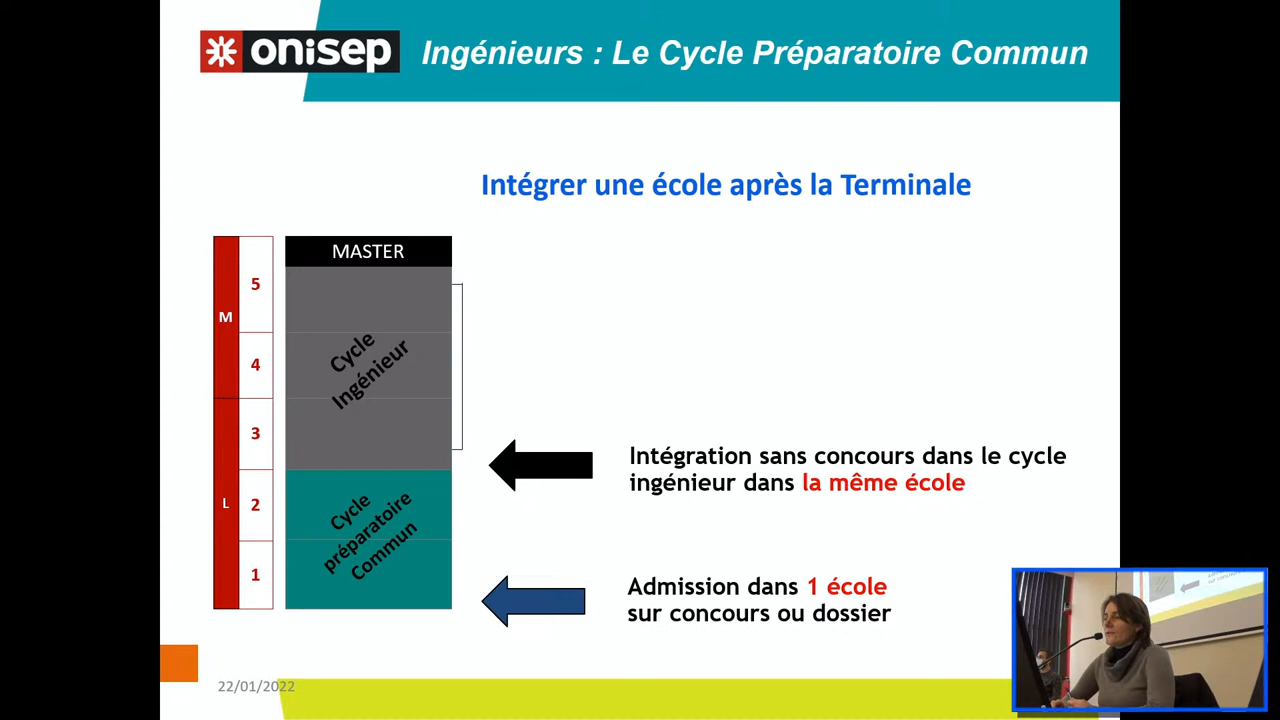 onisep
Ingénieurs : Le Cycle Préparatoire Commun
Intégrer une école après la Terminale
MASTER
5
M
4
Cycle
Ingénieur
3
Intégration sans concours dans le cycle
ingénieur dans la même école
L
2
Cycle
préparatoire
Commun
1
Admission dans 1 école
sur concours ou dossier
22/01/2022